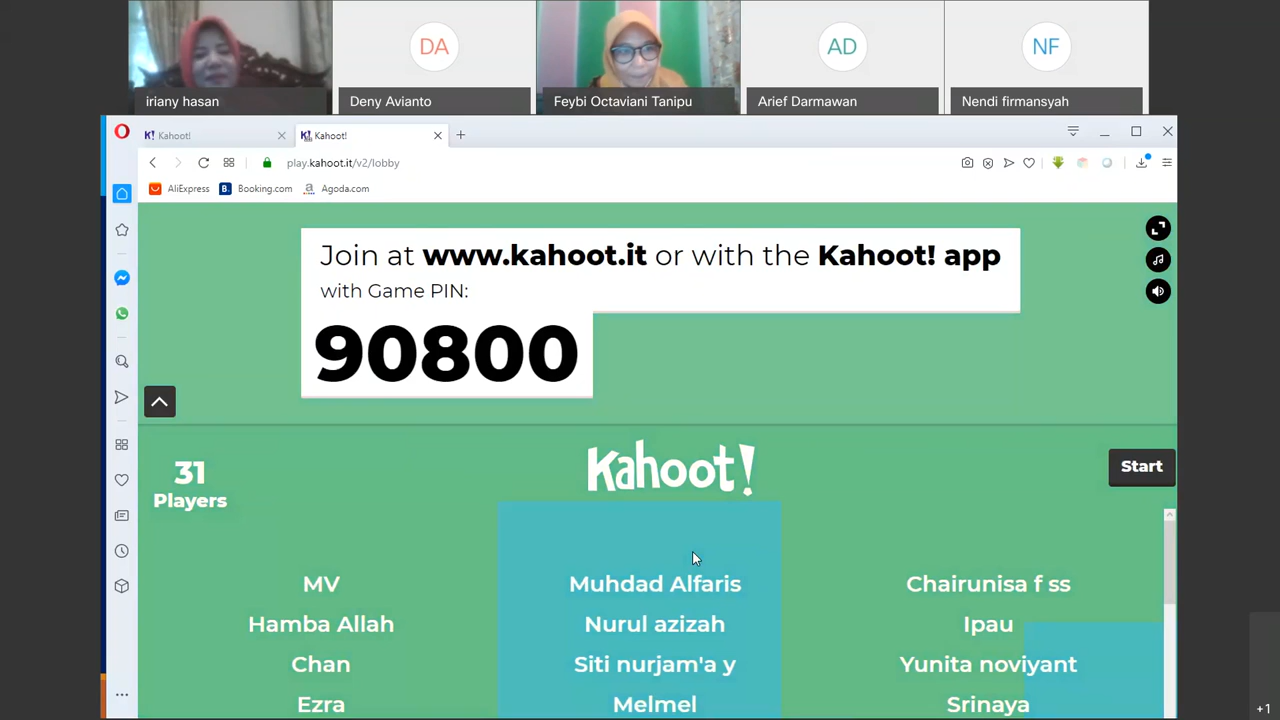 DA
AD
NF
iriany hasan
Deny Avianto
Feybi Octaviani Tanipu
Arief Darmawan
Nendi firmansyah
K! Kahoot!
K! Kahoot!
play.kahoot.it/v2/lobby
AliExpress
B. Booking.com
a Agoda.com
Join at www.kahoot.it or with the Kahoot! app
with Game PIN:
90800
31
Players
Kahoot!
Start
MV
Muhdad Alfaris
Chairunisa f ss
Hamba Allah
Nurul azizah
Ipau
Chan
Siti nurjam'a y
Yunita noviyant
Ezra
Melmel
Srinaya
+1